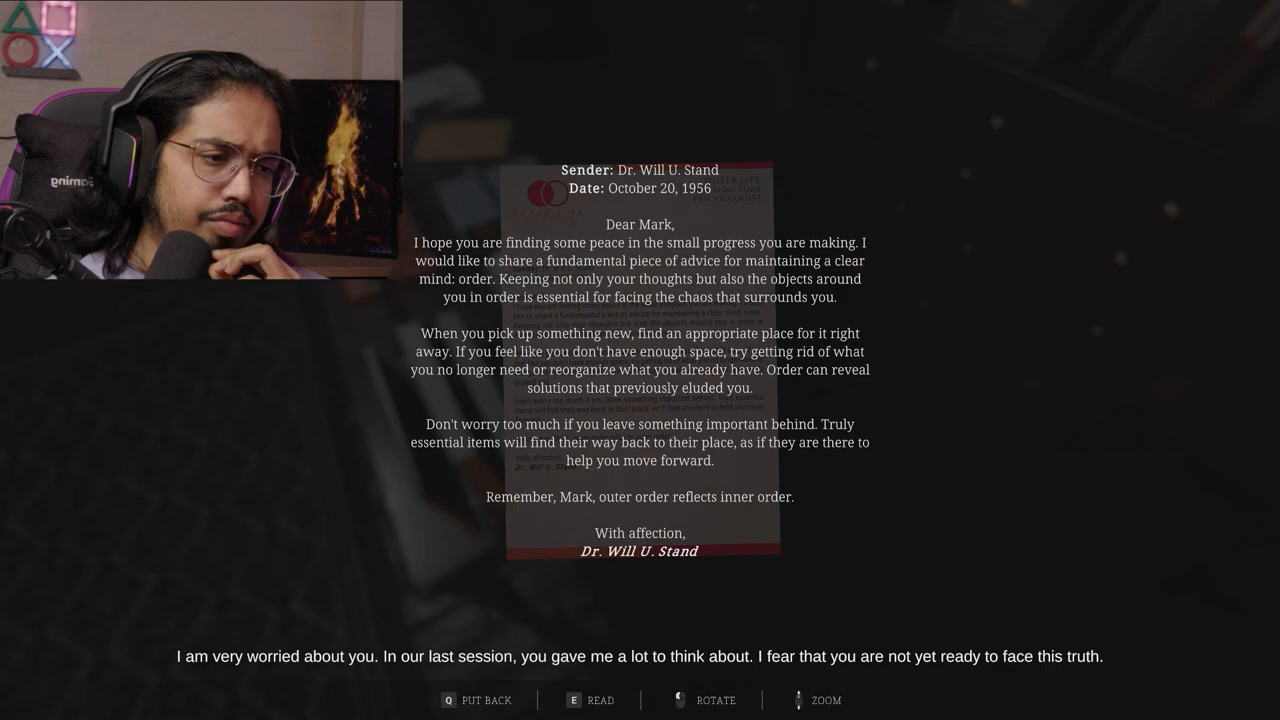 Gaming
Sender: Dr. Will U. Stand
Date: October 20, 1956
OUTER LIFE
PSYCHOLOGIST
OUTER LIFE
Dear Mark,
I hope you are finding some peace in the small progress you are making. I
would like to share a fundamental piece of advice for maintaining a clear
mind: order. Keeping not only your thoughts but also the objects around
you in order is essential for facing the chaos that surrounds you.
When you pick up something new, find an appropriate place for it right
away. If you feel like you don't have enough space, try getting rid of what
you no longer need or reorganize what you already have. Order can reveal
solutions that previously eluded you.
Don't worry too much if you leave something important behind. Truly
essential items will find their way back to their place, as if they are there to
help you move forward.
Remember, Mark, outer order reflects inner order.
With affection,
Dr. Will U. Stand
I am very worried about you. In our last session, you gave me a lot to think about. I fear that you are not yet ready to face this truth.
Q PUT BACK
E READ
ROTATE
ZOOM